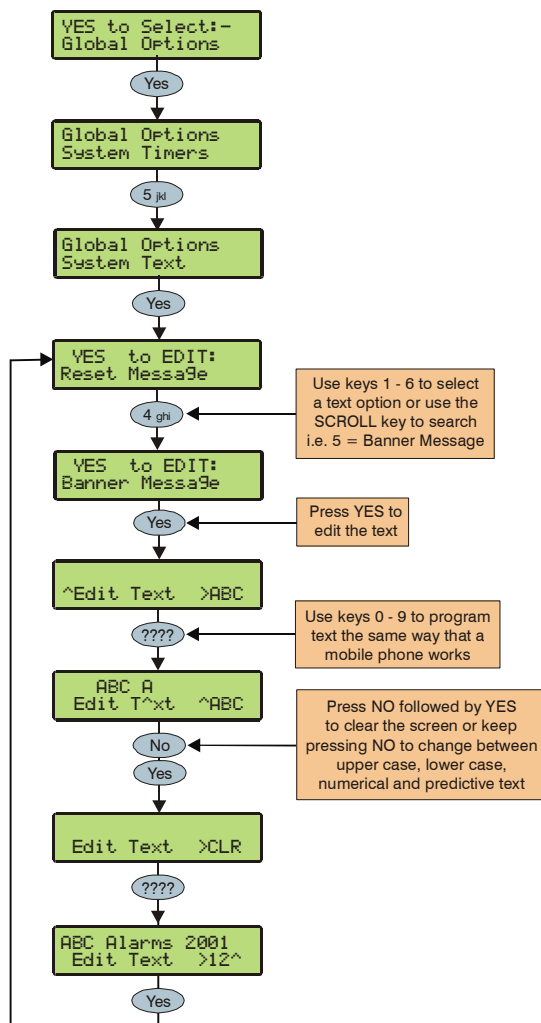 YES to Select:-
Global Options
Yes
Global Options
System Timers
5 jkl
Global Options
System Text
Yes
YES to EDIT:
Reset Message
4 ghi
Use keys 1 - 6 to select
a text option or use the
SCROLL key to search
i.e. 5 = Banner Message
YES to EDIT:
Banner Message
Yes
Press YES to
edit the text
^Edit Text >ABC
????
Use keys 0 - 9 to program
text the same way that a
mobile phone works
ABC A
Edit T^xt ^ABC
No
Yes
Press NO followed by YES
to clear the screen or keep
pressing NO to change between
upper case, lower case,
numerical and predictive text
Edit Text >CLR
????
ABC Alarms 2001
Edit Text >12^
Yes